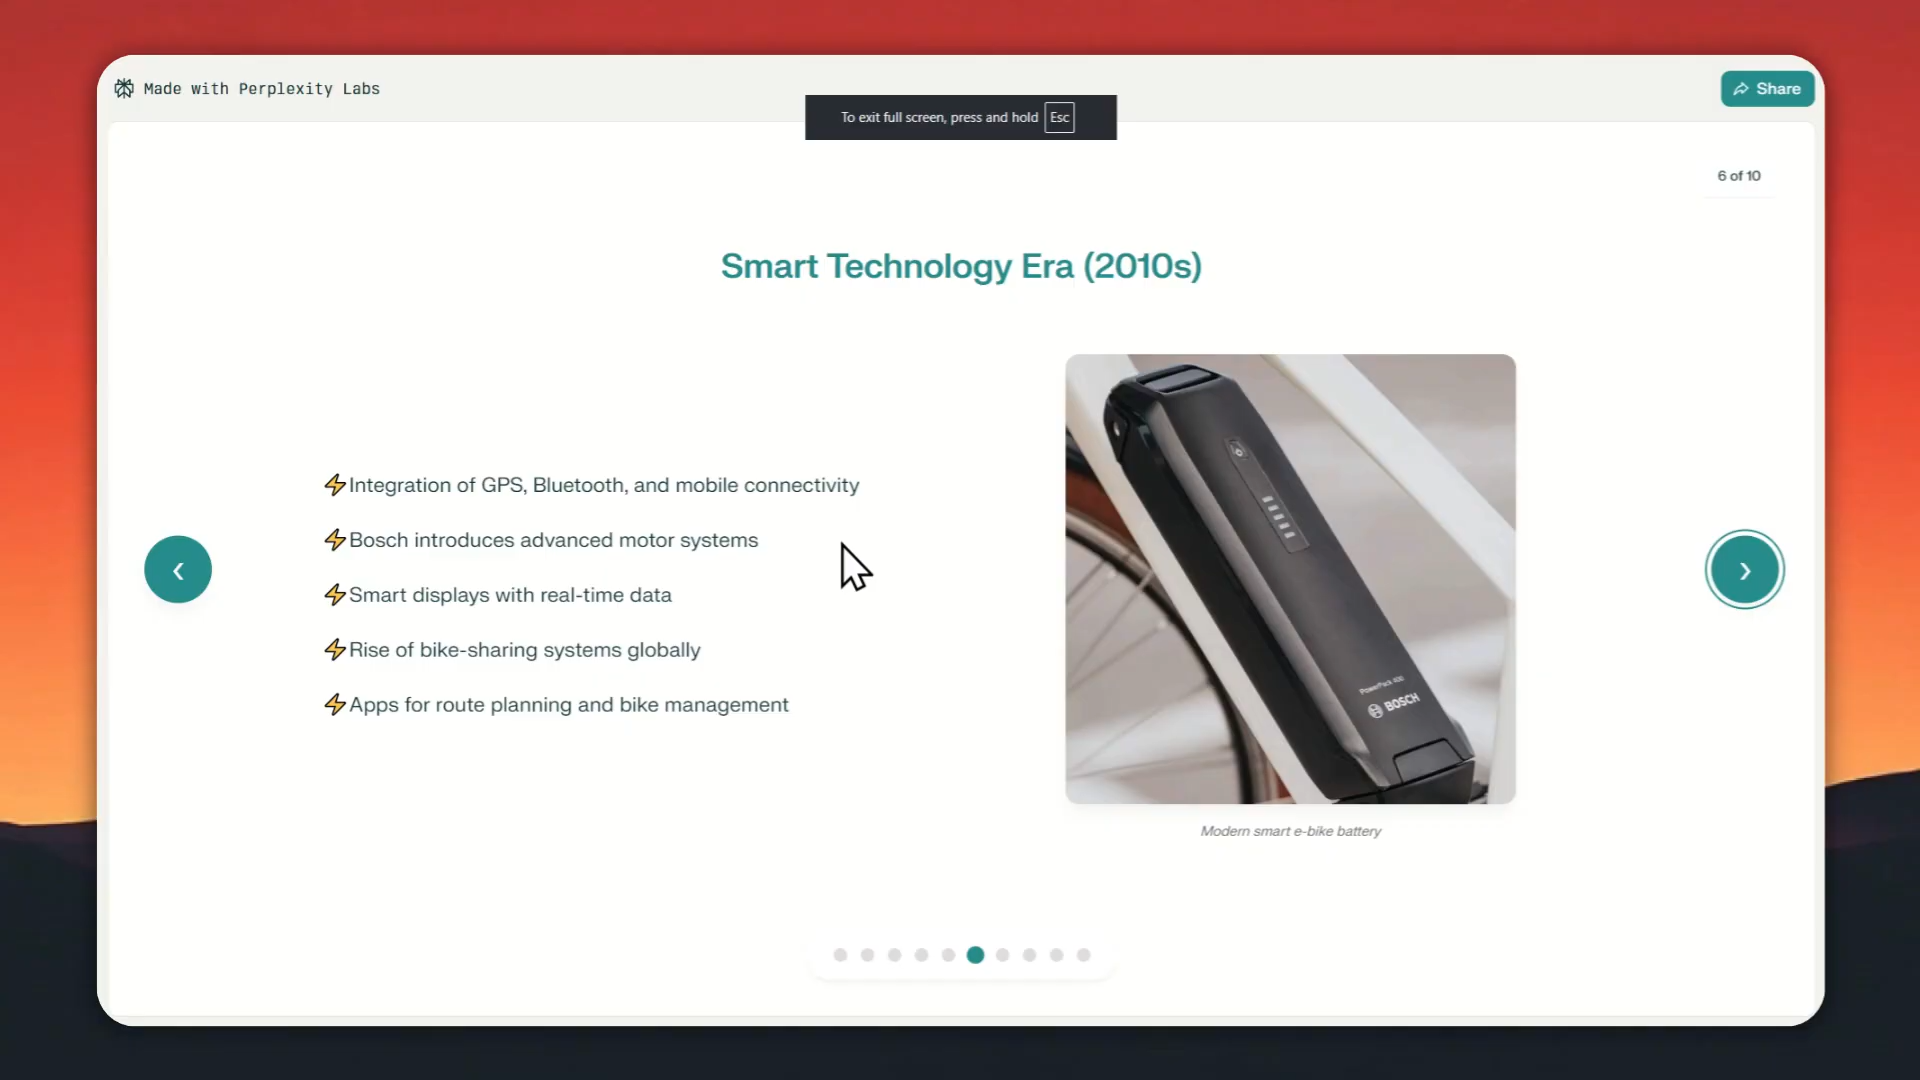 Made with Perplexity Labs
Share
To exit full screen, press and hold Esc
6 of 10
Smart Technology Era (2010s)
⚡Integration of GPS, Bluetooth, and mobile connectivity
⚡Bosch introduces advanced motor systems
⚡Smart displays with real-time data
⚡Rise of bike-sharing systems globally
⚡Apps for route planning and bike management
PowerPack 400
BOSCH
Modern smart e-bike battery